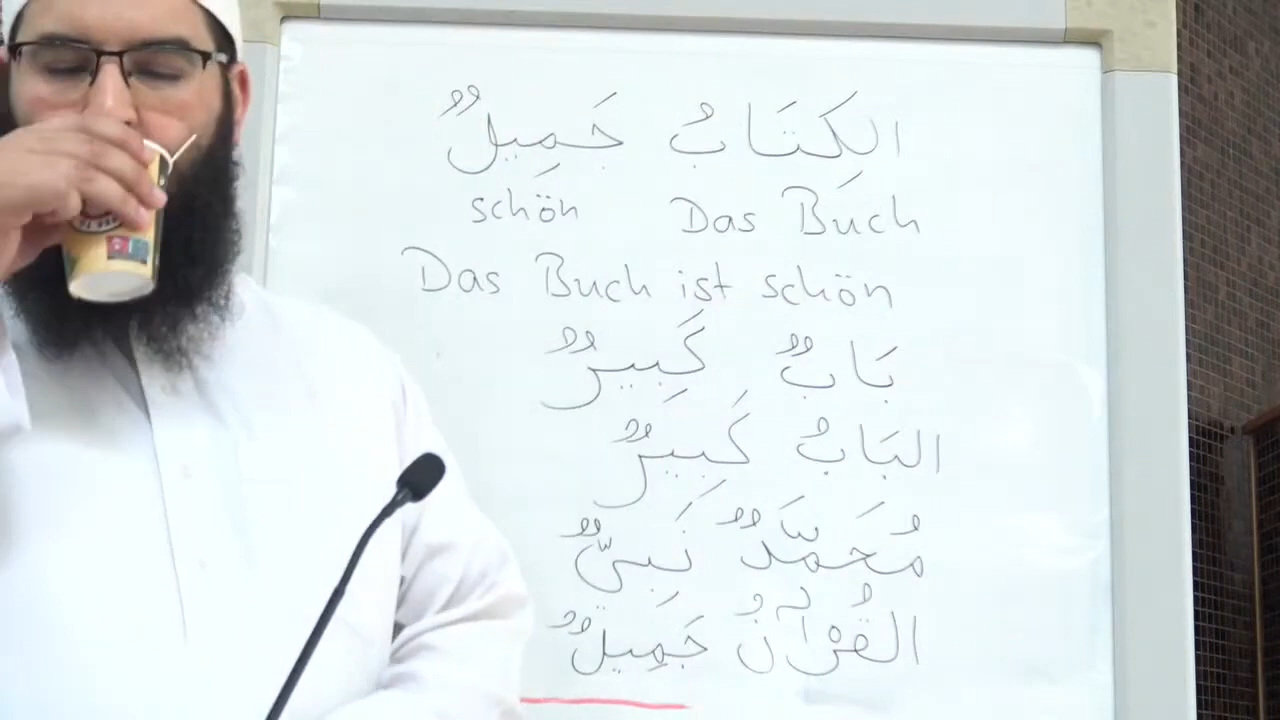 الكِتَابُ جَمِيلٌ
schön Das Buch
Das Buch ist schön
بَابٌ كَبِيرٌ
البَابُ كَبِيرٌ
مُحَمَّدٌ نَبِيٌّ
القُرْآنُ جَمِيلٌ